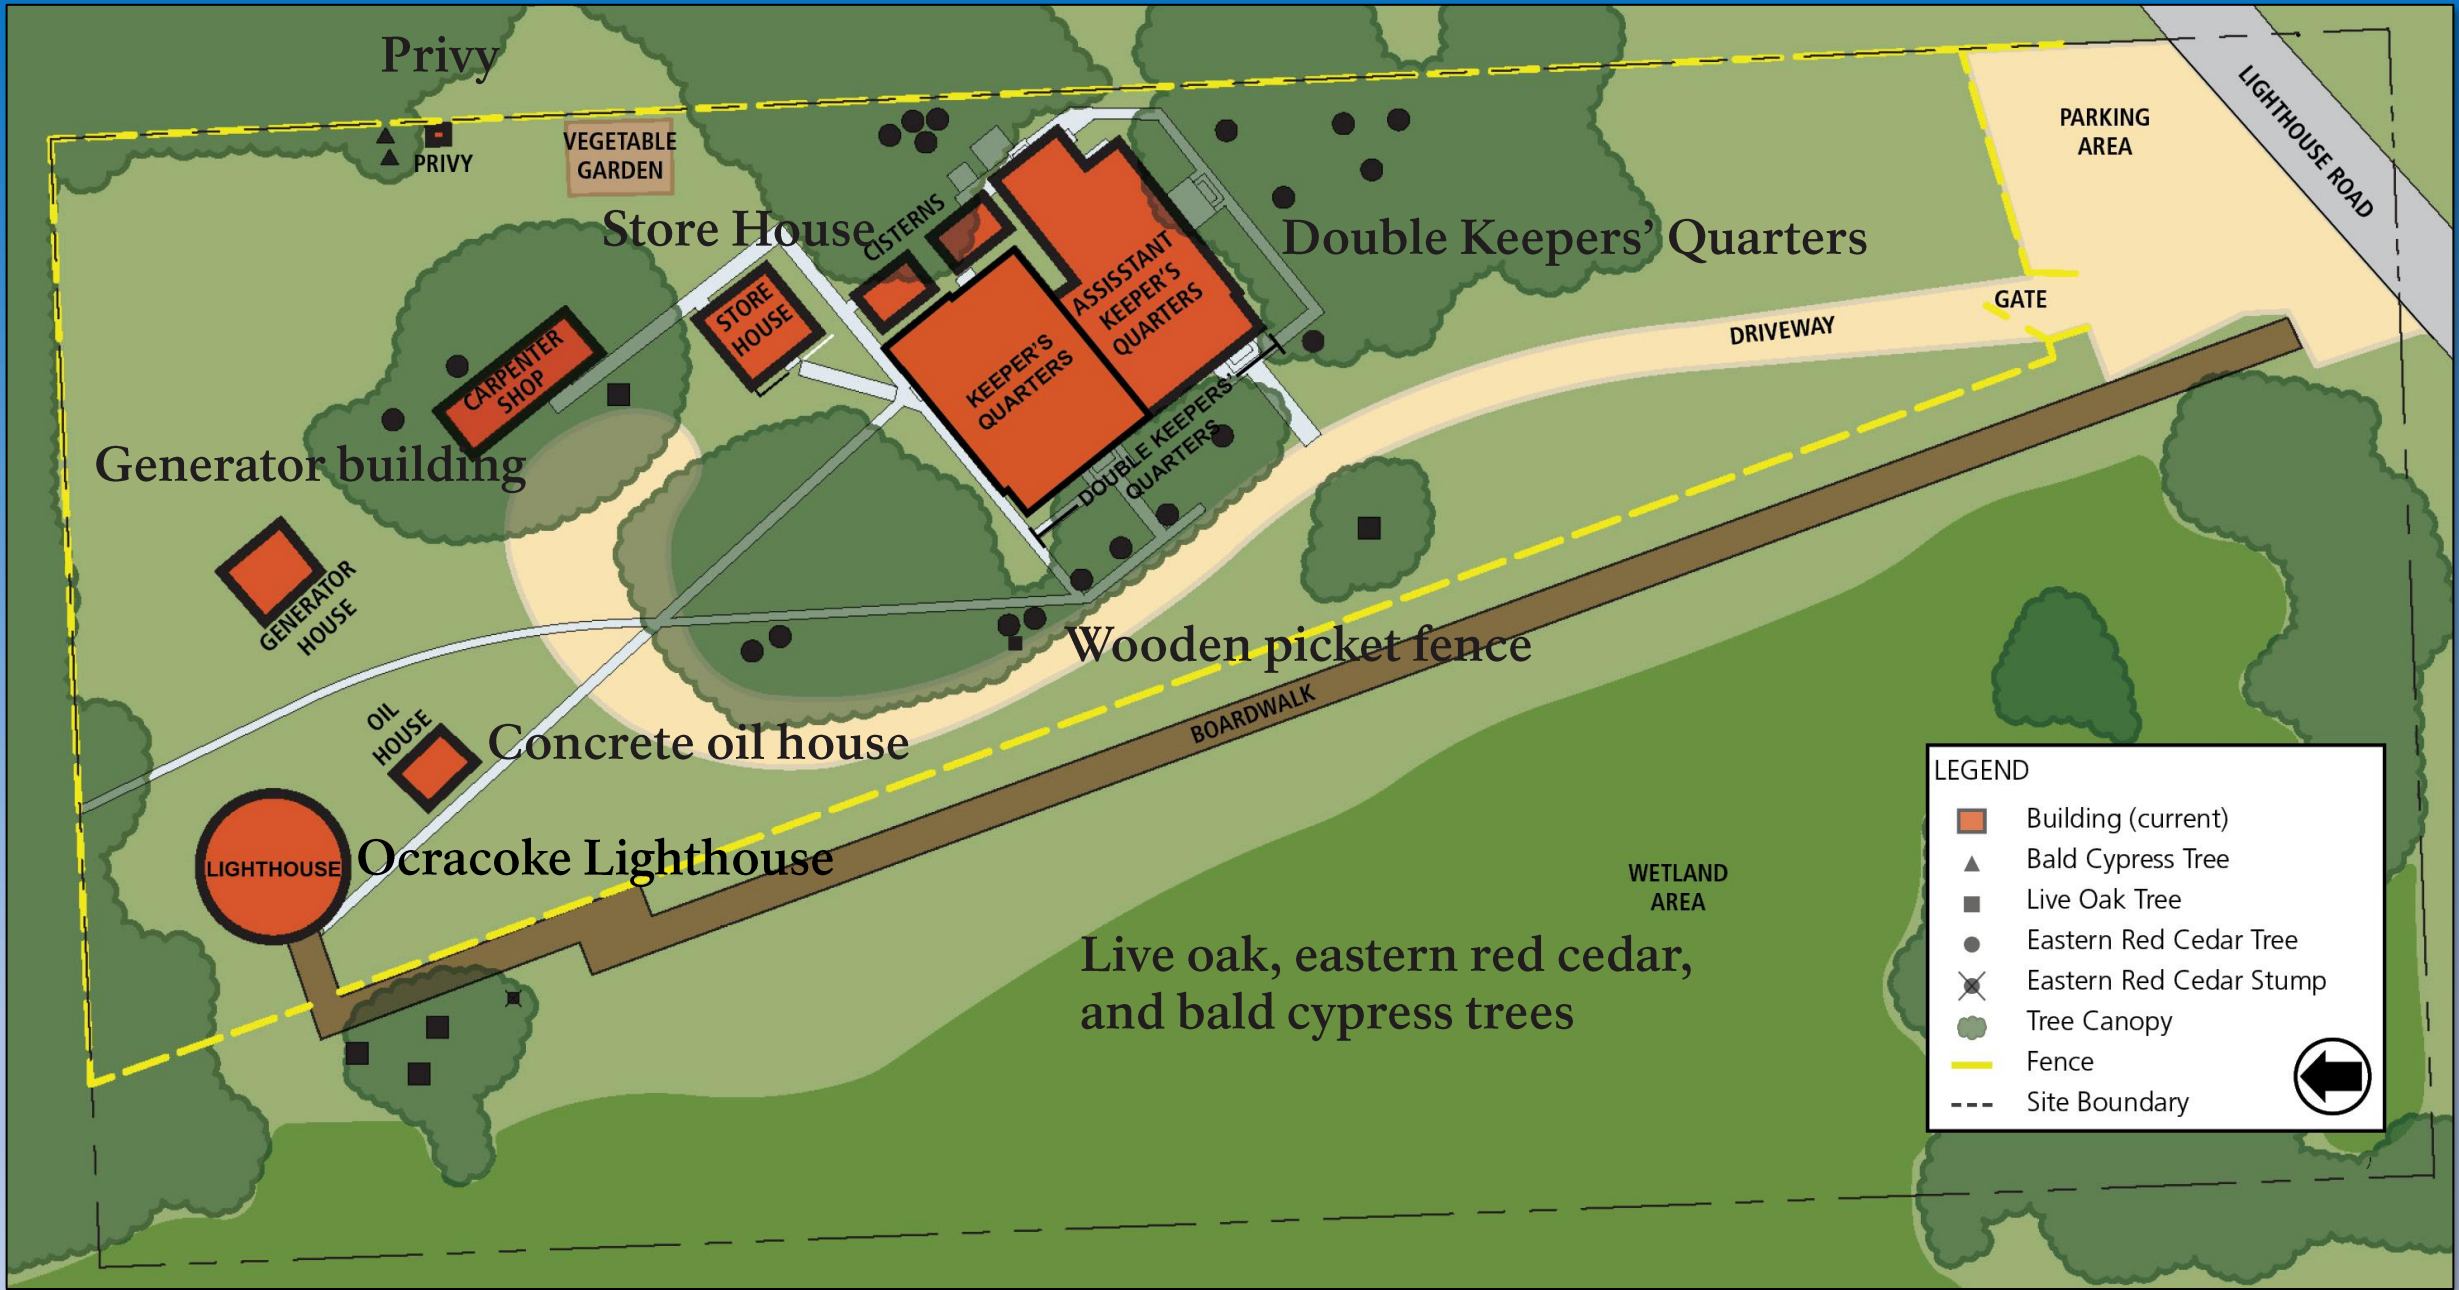 Privy
PRIVY
VEGETABLE
GARDEN
PARKING
AREA
LIGHTHOUSE ROAD
Store House
CISTERNS
Double Keepers' Quarters
ASSISSTANT
KEEPER'S
QUARTERS
STORE
HOUSE
GATE
DRIVEWAY
CARPENTER
SHOP
KEEPER'S
QUARTERS
DOUBLE KEEPERS'
QUARTERS
Generator building
GENERATOR
HOUSE
Wooden picket fence
BOARDWALK
OIL
HOUSE
Concrete oil house
LIGHTHOUSE
Ocracoke Lighthouse
WETLAND
AREA
Live oak, eastern red cedar,
and bald cypress trees
LEGEND
Building (current)
Bald Cypress Tree
Live Oak Tree
Eastern Red Cedar Tree
Eastern Red Cedar Stump
Tree Canopy
Fence
Site Boundary